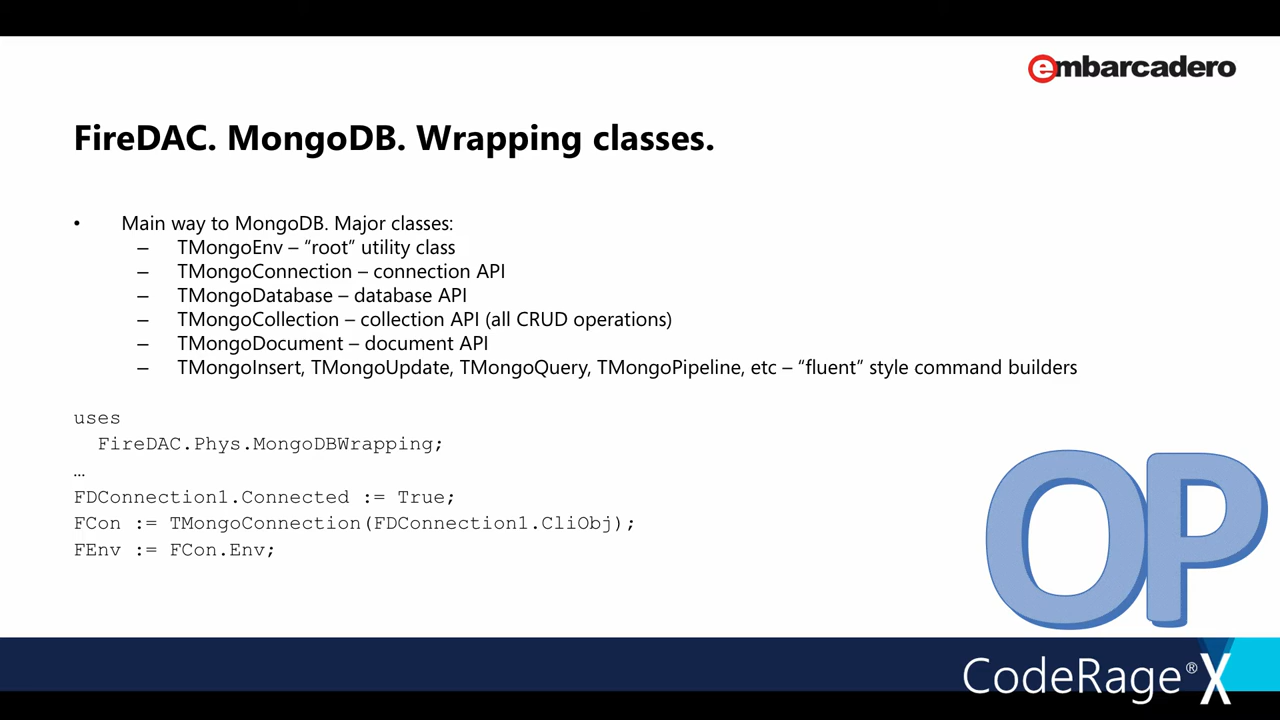 embarcadero
FireDAC. MongoDB. Wrapping classes.
• Main way to MongoDB. Major classes:
– TMongoEnv – “root” utility class
– TMongoConnection – connection API
– TMongoDatabase – database API
– TMongoCollection – collection API (all CRUD operations)
– TMongoDocument – document API
– TMongoInsert, TMongoUpdate, TMongoQuery, TMongoPipeline, etc – “fluent” style command builders
uses
FireDAC.Phys.MongoDBWrapping;
…
FDConnection1.Connected := True;
FCon := TMongoConnection(FDConnection1.CliObj);
FEnv := FCon.Env;
OP
CodeRage® X